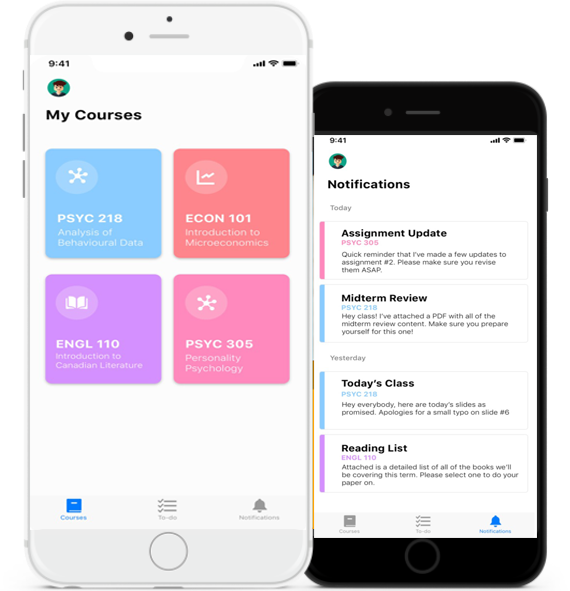 9:41
My Courses
PSYC 218
Analysis of
Behavioural Data
ECON 101
Introduction to
Microeconomics
ENGL 110
Introduction to
Canadian Literature
PSYC 305
Personality
Psychology
Courses
To-do
Notifications
9:41
Notifications
Today
Assignment Update
PSYC 305
Quick reminder that I've made a few updates to
assignment #2. Please make sure you revise
them ASAP.
Midterm Review
PSYC 218
Hey class! I've attached a PDF with all of the
midterm review content. Make sure you prepare
yourself for this one!
Yesterday
Today's Class
PSYC 218
Hey everybody, here are today's slides as
promised. Apologies for a small typo on slide #6
Reading List
ENGL 110
Attached is a detailed list of all of the books we'll
be covering this term. Please select one to do your
paper on.
Courses
To-do
Notifications